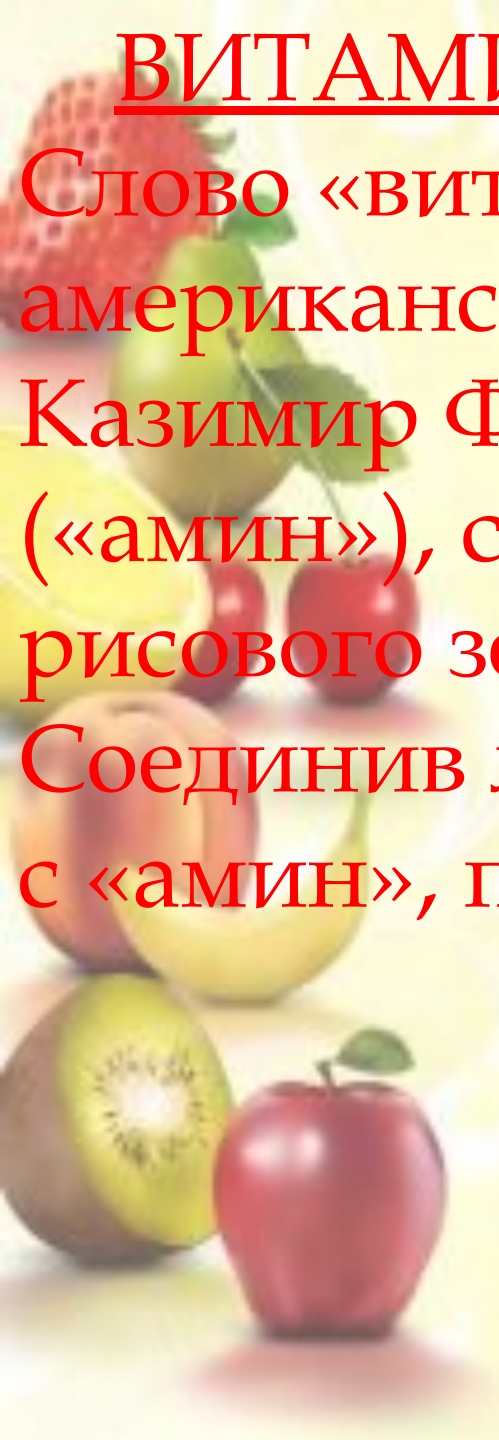 ВИТАМИ
Слово «вит
американс
Казимир Ф
(«амин»), с
рисового зе
Соединив л
с «амин», п